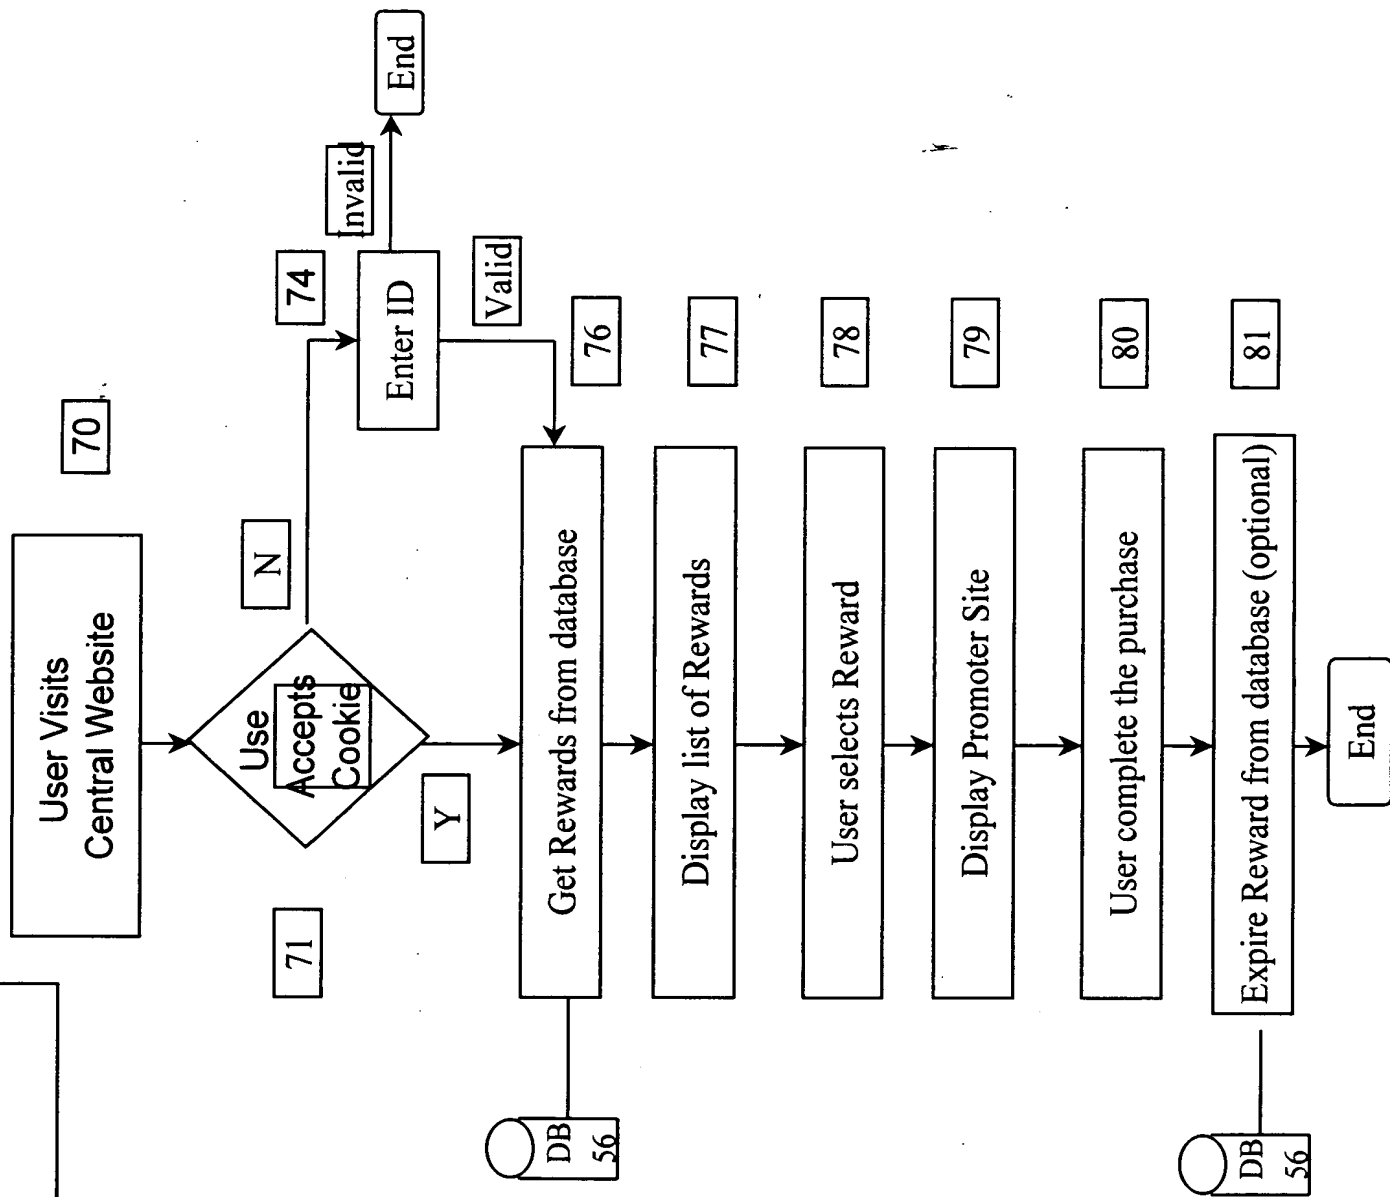 User Visits
Central Website
70
71
Use
Accepts
Cookie
N
74
Enter ID
Invalid
End
Valid
Y
Get Rewards from database
76
DB
56
Display list of Rewards
77
User selects Reward
78
Display Promoter Site
79
User complete the purchase
80
Expire Reward from database (optional)
81
DB
56
End